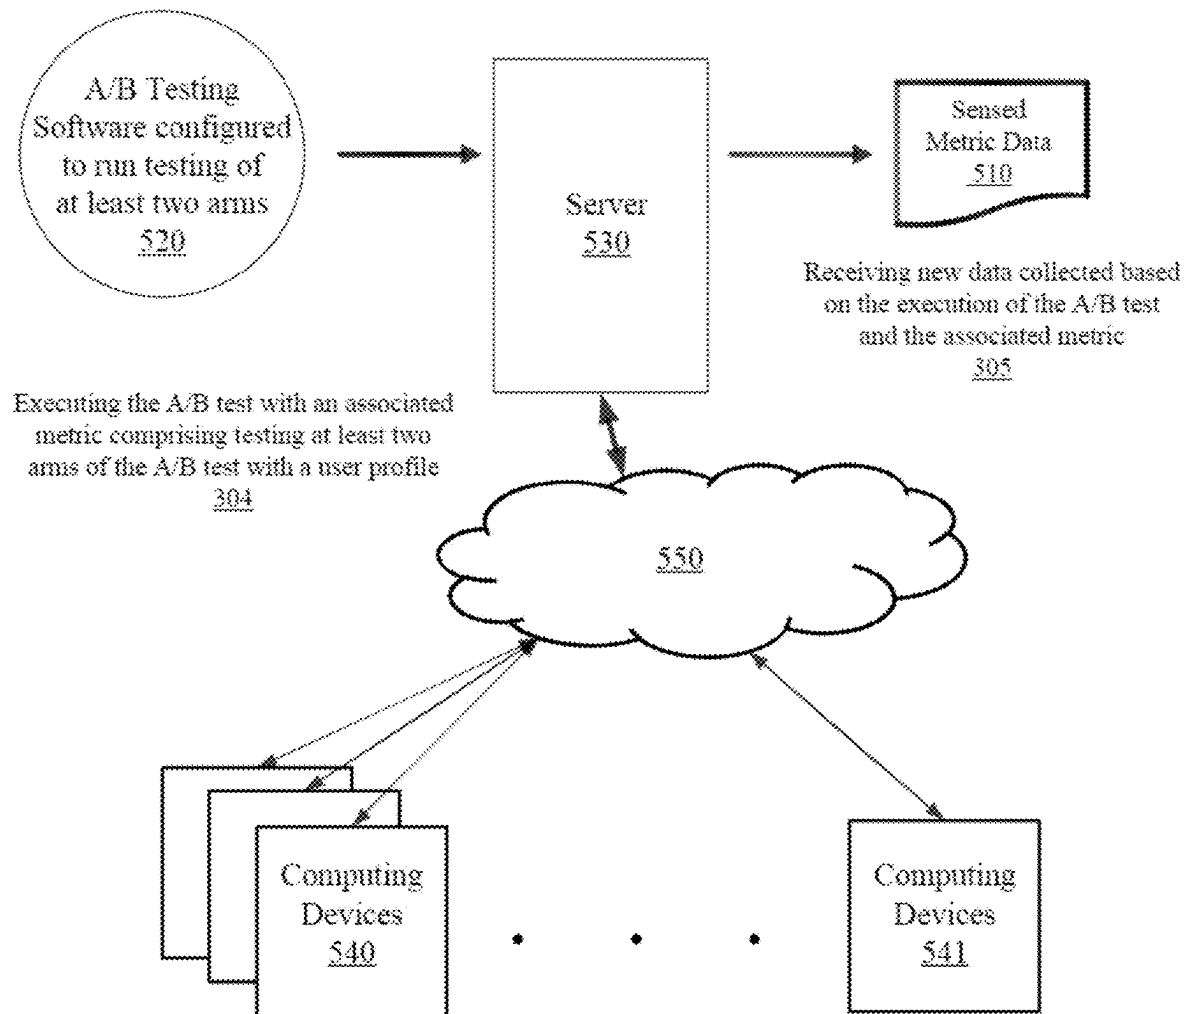 A/B Testing
Software configured
to run testing of
at least two arms
520
Server
530
Sensed
Metric Data
510
Receiving new data collected based
on the execution of the A/B test
and the associated metric
305
Executing the A/B test with an associated
metric comprising testing at least two
arms of the A/B test with a user profile
304
550
Computing
Devices
540
Computing
Devices
541